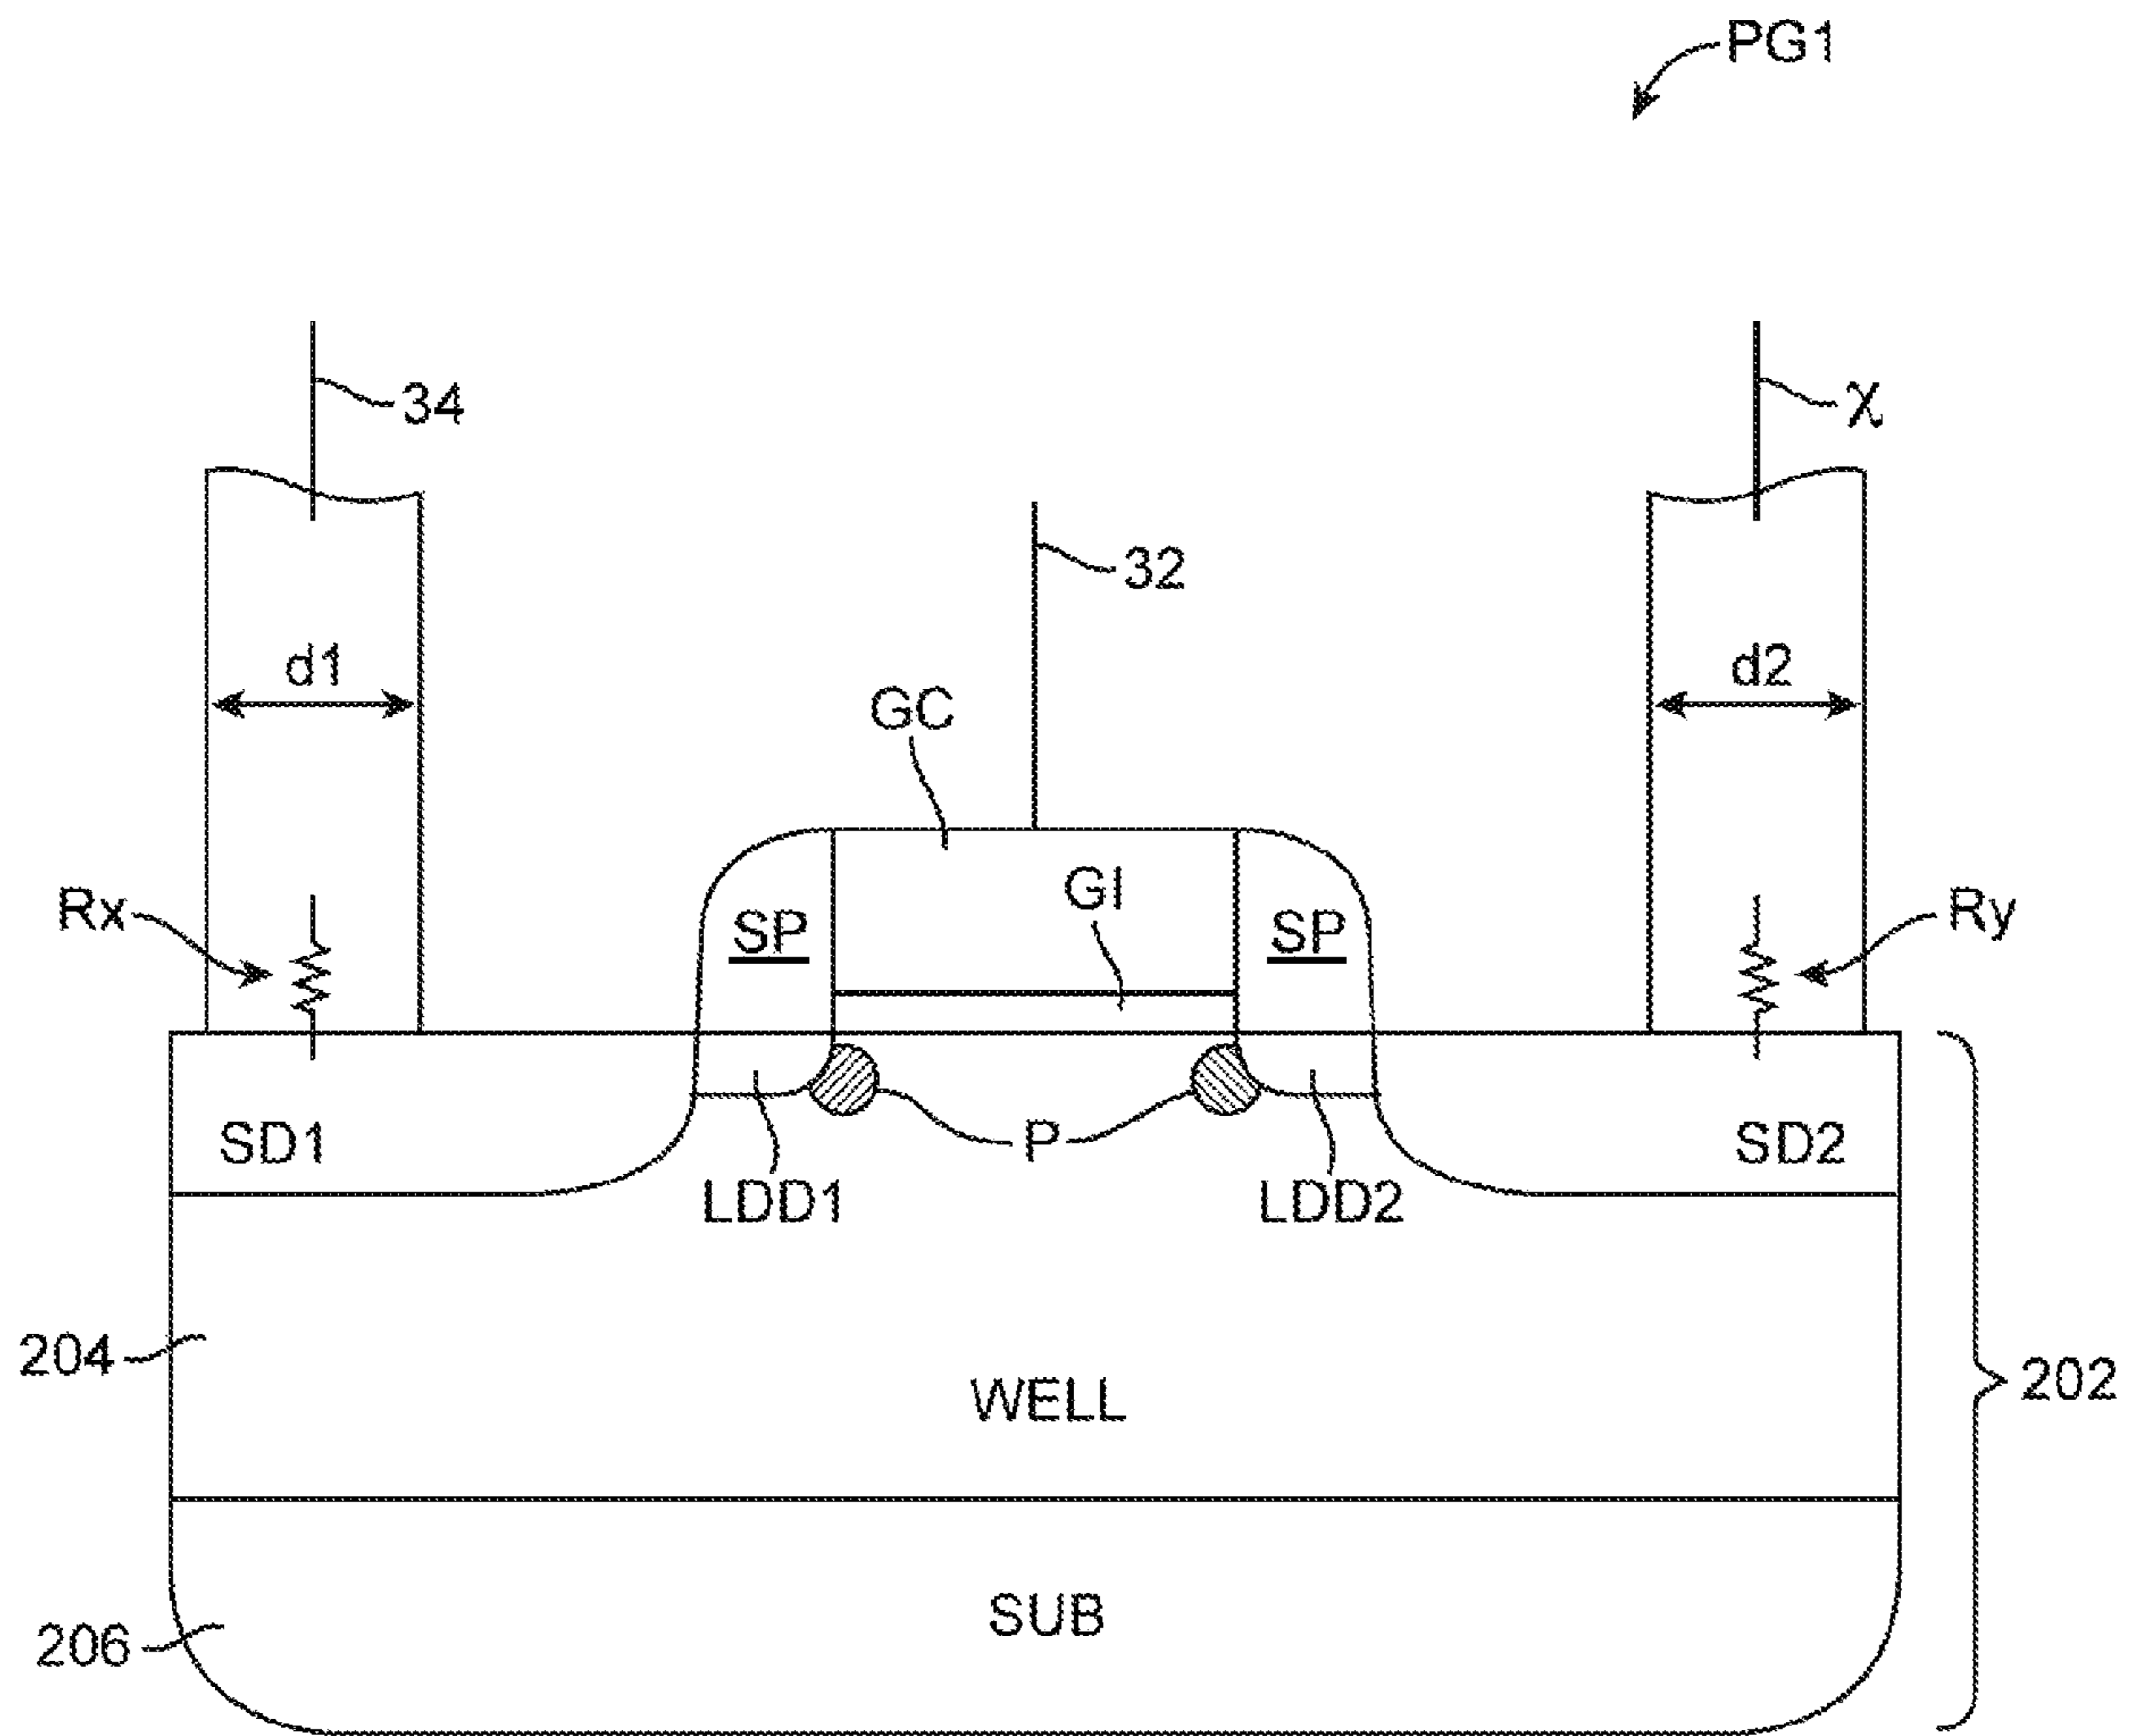 PG1
34
χ
32
d1
d2
GC
GI
Rx
SP
SP
Ry
SD1
P
SD2
LDD1
LDD2
204
WELL
202
SUB
206